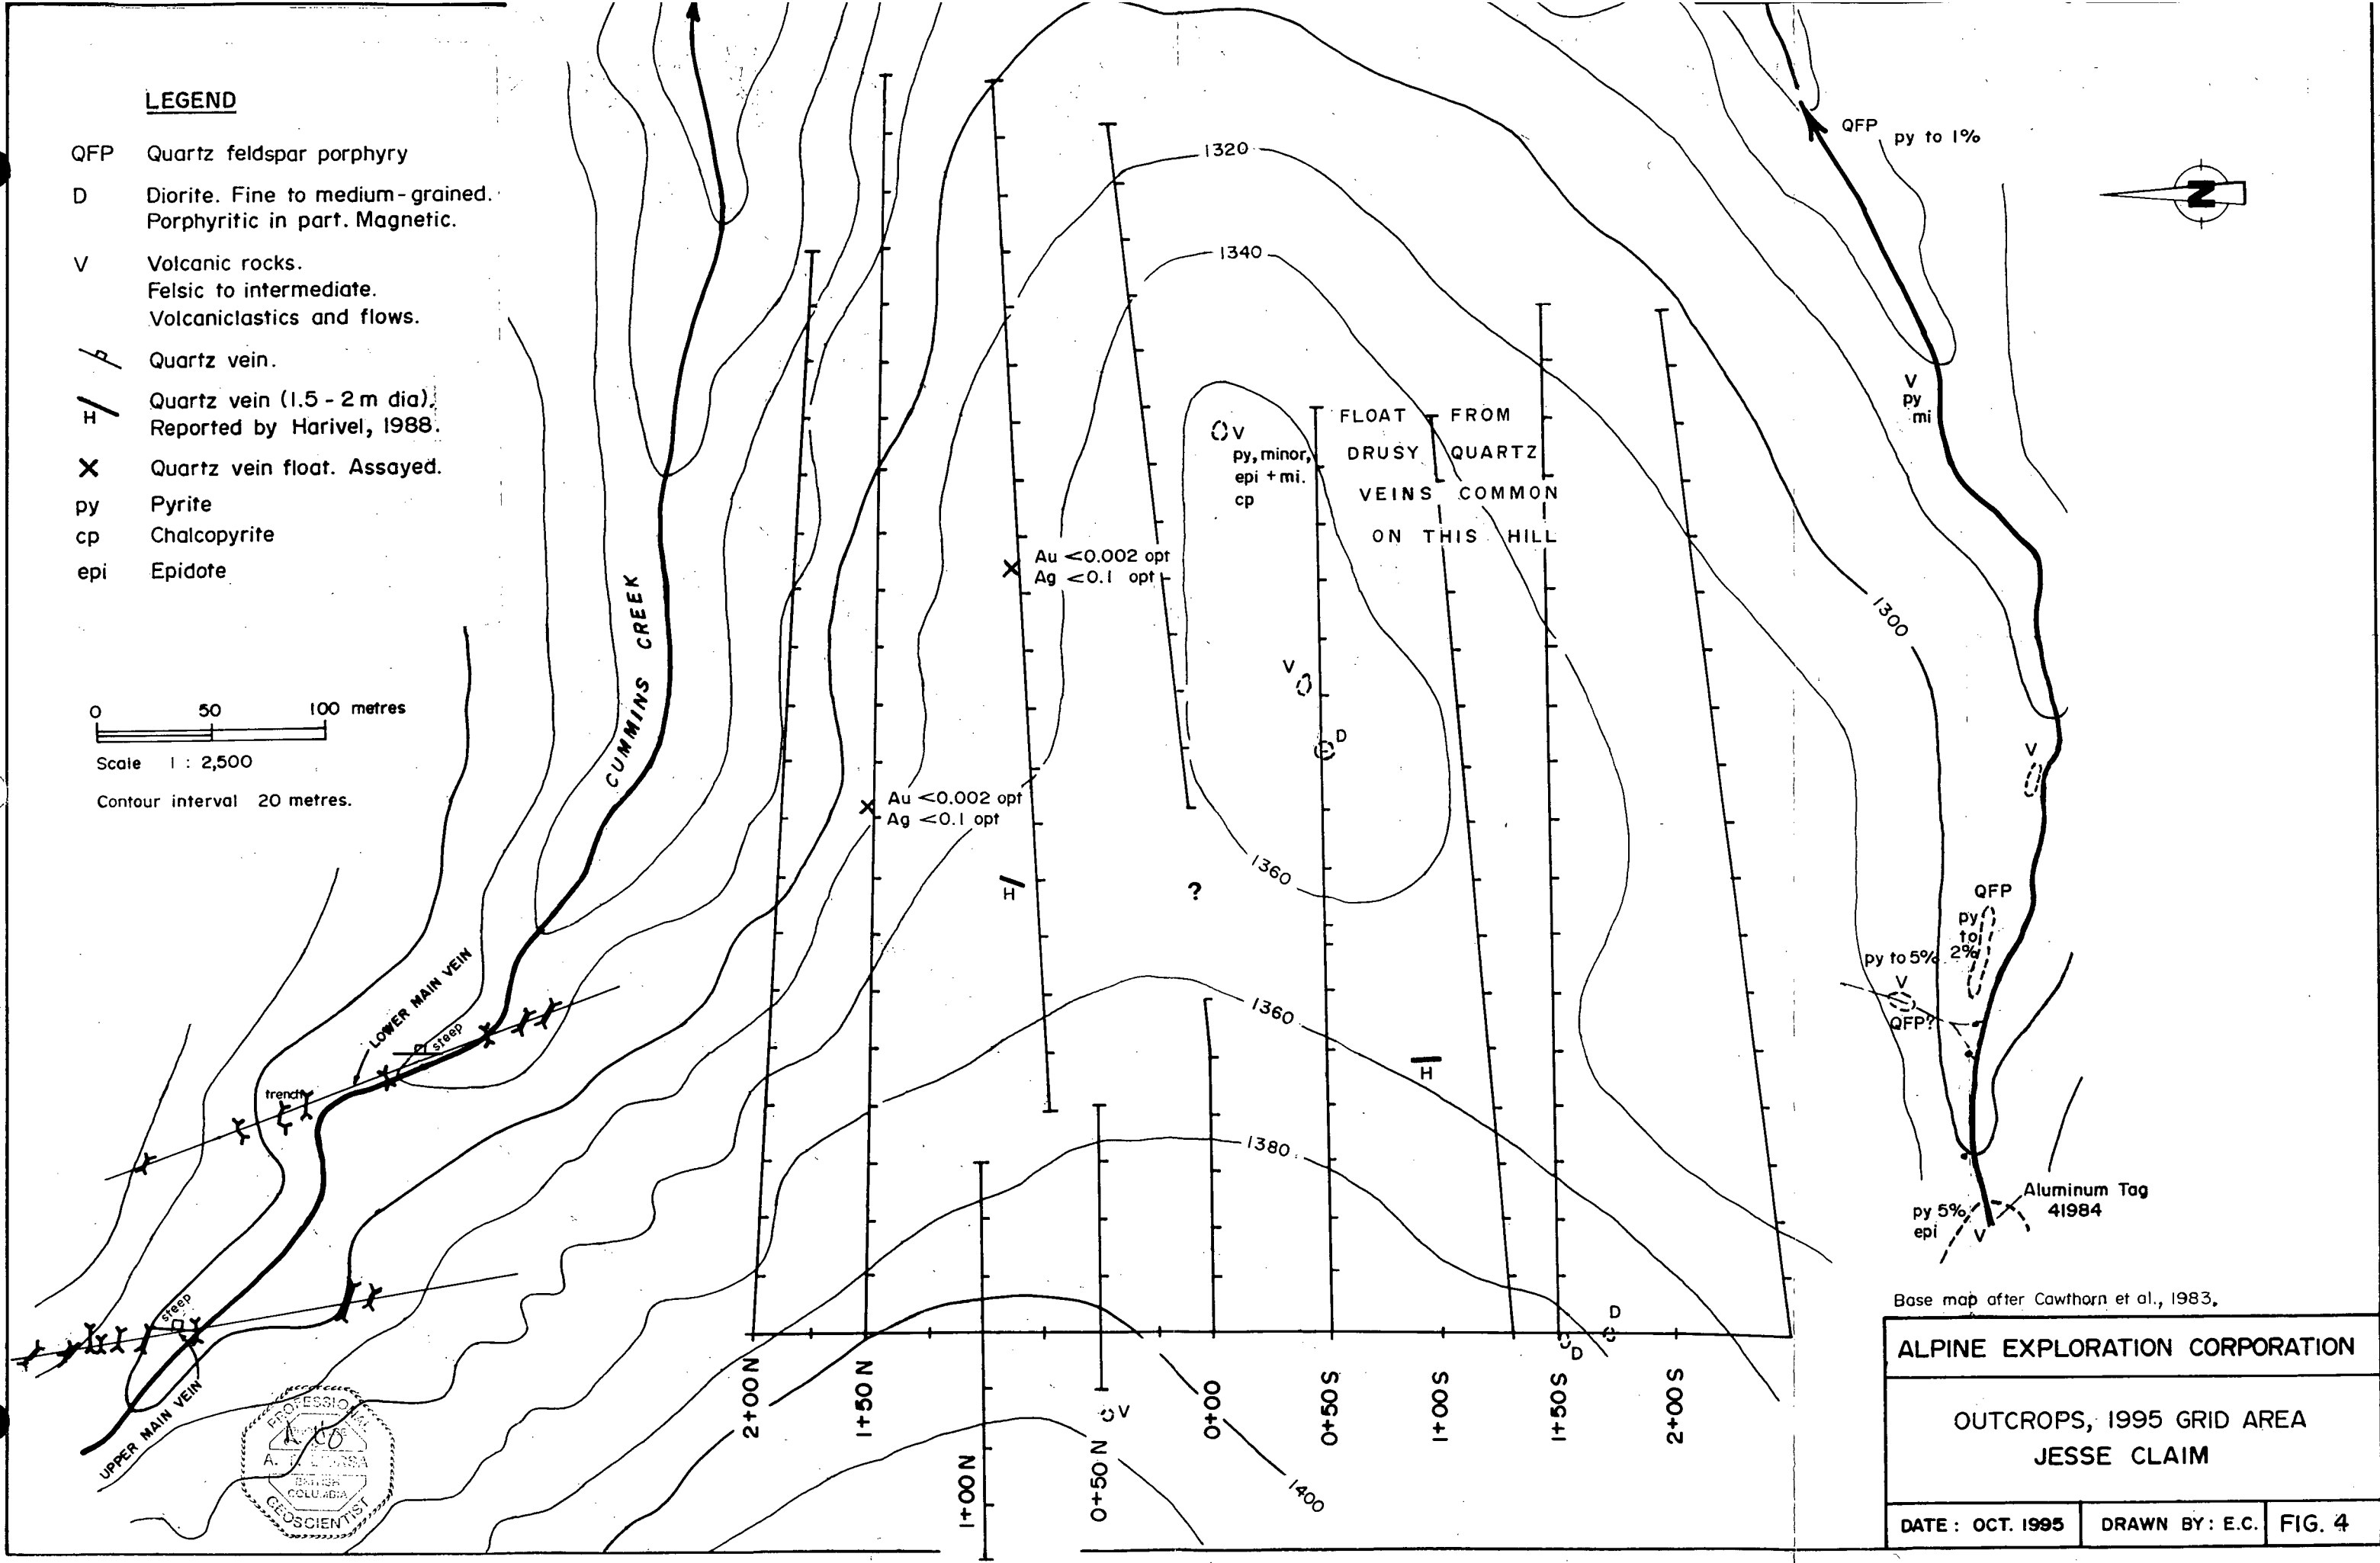 LEGEND
QFP Quartz feldspar porphyry
D Diorite. Fine to medium-grained.
Porphyritic in part. Magnetic.
V Volcanic rocks.
Felsic to intermediate.
Volcaniclastics and flows.
Quartz vein.
H Quartz vein (1.5 - 2 m dia).
Reported by Harivel, 1988.
X Quartz vein float. Assayed.
py Pyrite
cp Chalcopyrite
epi Epidote
0 50 100 metres
Scale 1 : 2,500
Contour interval 20 metres.
CUMMINS CREEK
LOWER MAIN VEIN
steep
trench
steep
UPPER MAIN VEIN
PROFESSIONAL
A.
BRITISH
COLUMBIA
GEOSCIENTIST
1320
1340
V
py, minor,
epi + mi.
cp
FLOAT FROM
DRUSY QUARTZ
VEINS COMMON
ON THIS HILL
Au <0.002 opt
Ag <0.1 opt
V
D
Au <0.002 opt
Ag <0.1 opt
H
?
1360
1360
H
1380
1400
1300
D
D
V
2+00 N
1+50 N
1+00 N
0+50 N
0+00
0+50 S
1+00 S
1+50 S
2+00 S
QFP py to 1%
N
V
py
mi
V
QFP
py
to
2%
py to 5%
V
QFP?
Aluminum Tag
41984
py 5%
epi
V
Base map after Cawthorn et al., 1983.
ALPINE EXPLORATION CORPORATION
OUTCROPS, 1995 GRID AREA
JESSE CLAIM
DATE : OCT. 1995
DRAWN BY : E.C.
FIG. 4